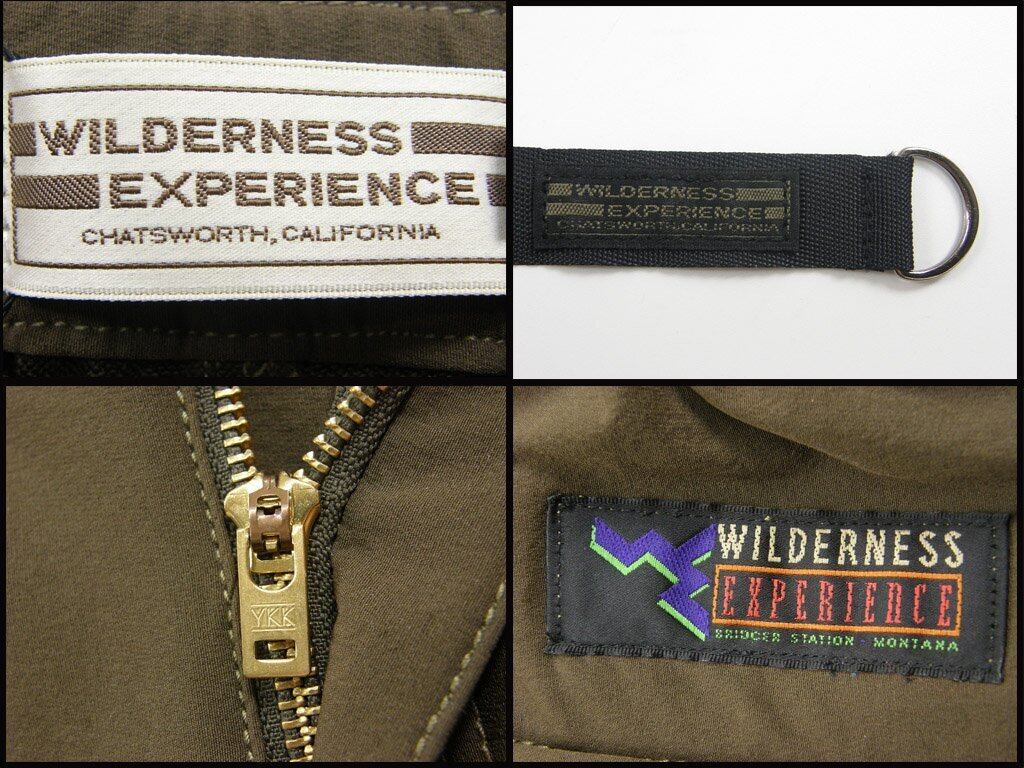 WILDERNESS
EXPERIENCE
CHATSWORTH, CALIFORNIA
WILDERNESS
EXPERIENCE
CHATSWORTH, CALIFORNIA
YKK
WILDERNESS
EXPERIENCE
BRIDGER STATION - MONTANA